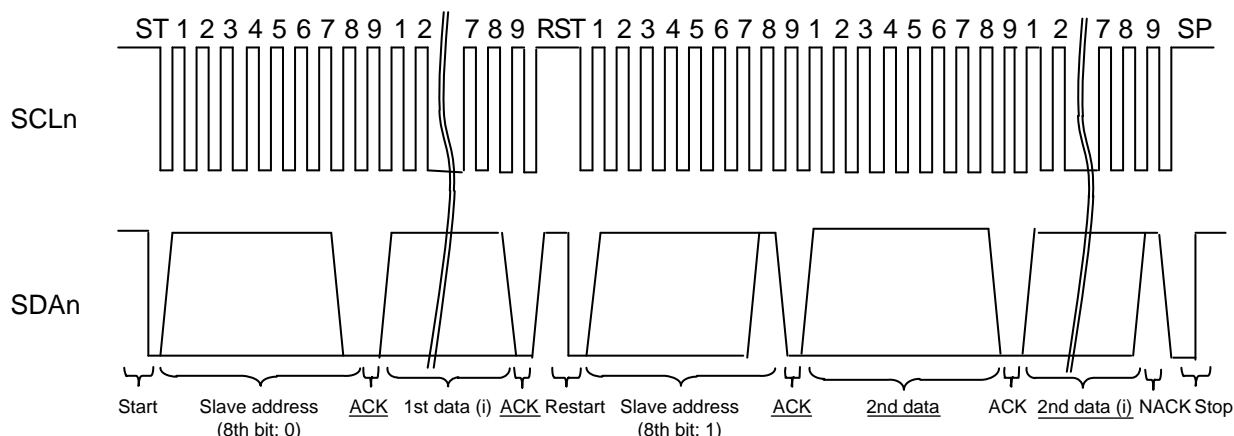 ST 1 2 3 4 5 6 7 8 9 1 2 7 8 9 RST 1 2 3 4 5 6 7 8 9 1 2 3 4 5 6 7 8 9 1 2 7 8 9 SP
SCLn
SDAn
Start Slave address ACK 1st data (i) ACK Restart Slave address ACK 2nd data ACK 2nd data (i) NACK Stop
(8th bit: 0) (8th bit: 1)